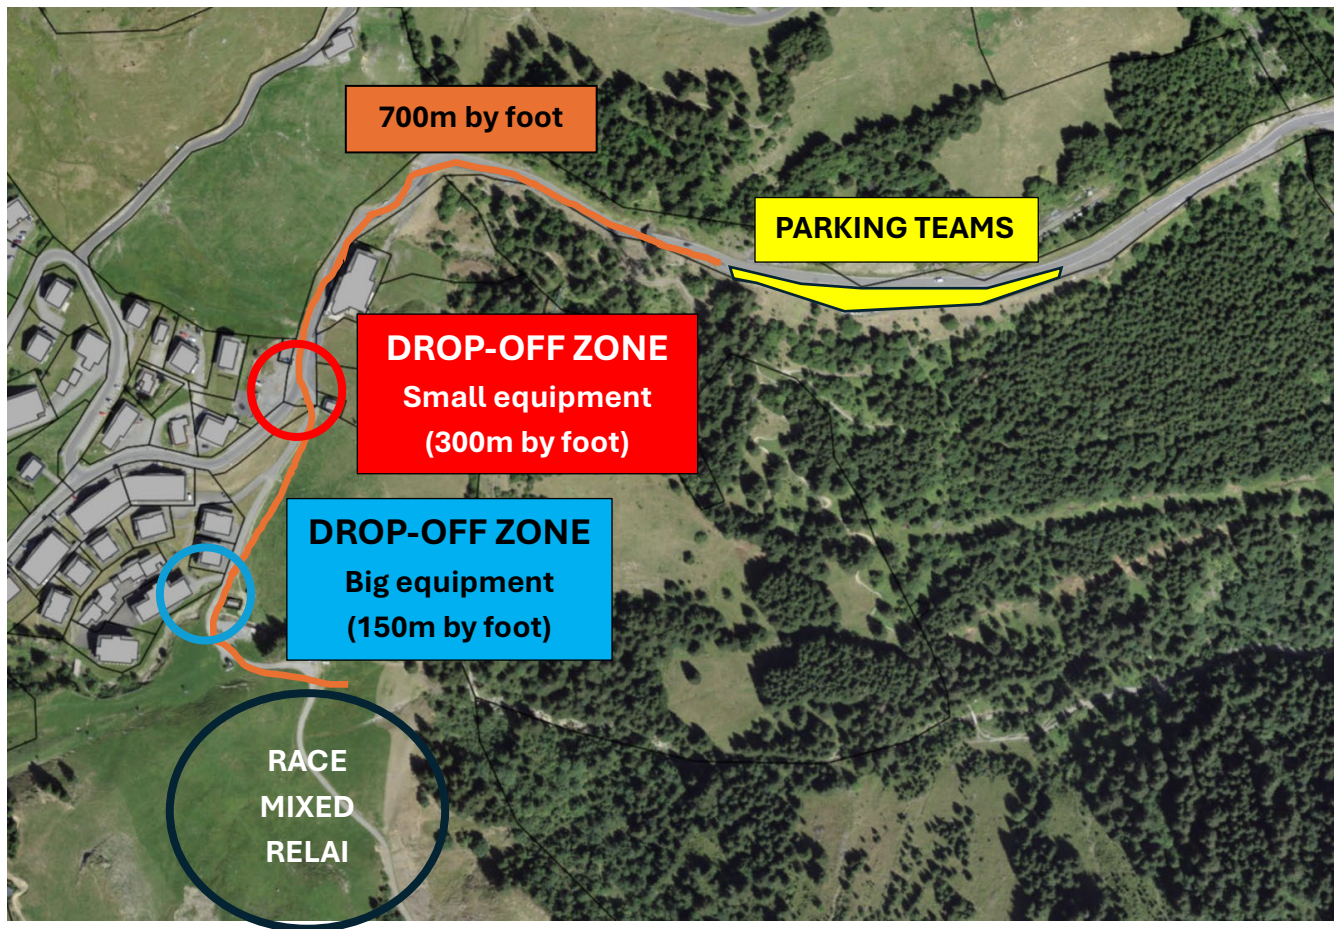 700m by foot
PARKING TEAMS
DROP-OFF ZONE
Small equipment
(300m by foot)
DROP-OFF ZONE
Big equipment
(150m by foot)
RACE
MIXED
RELAI